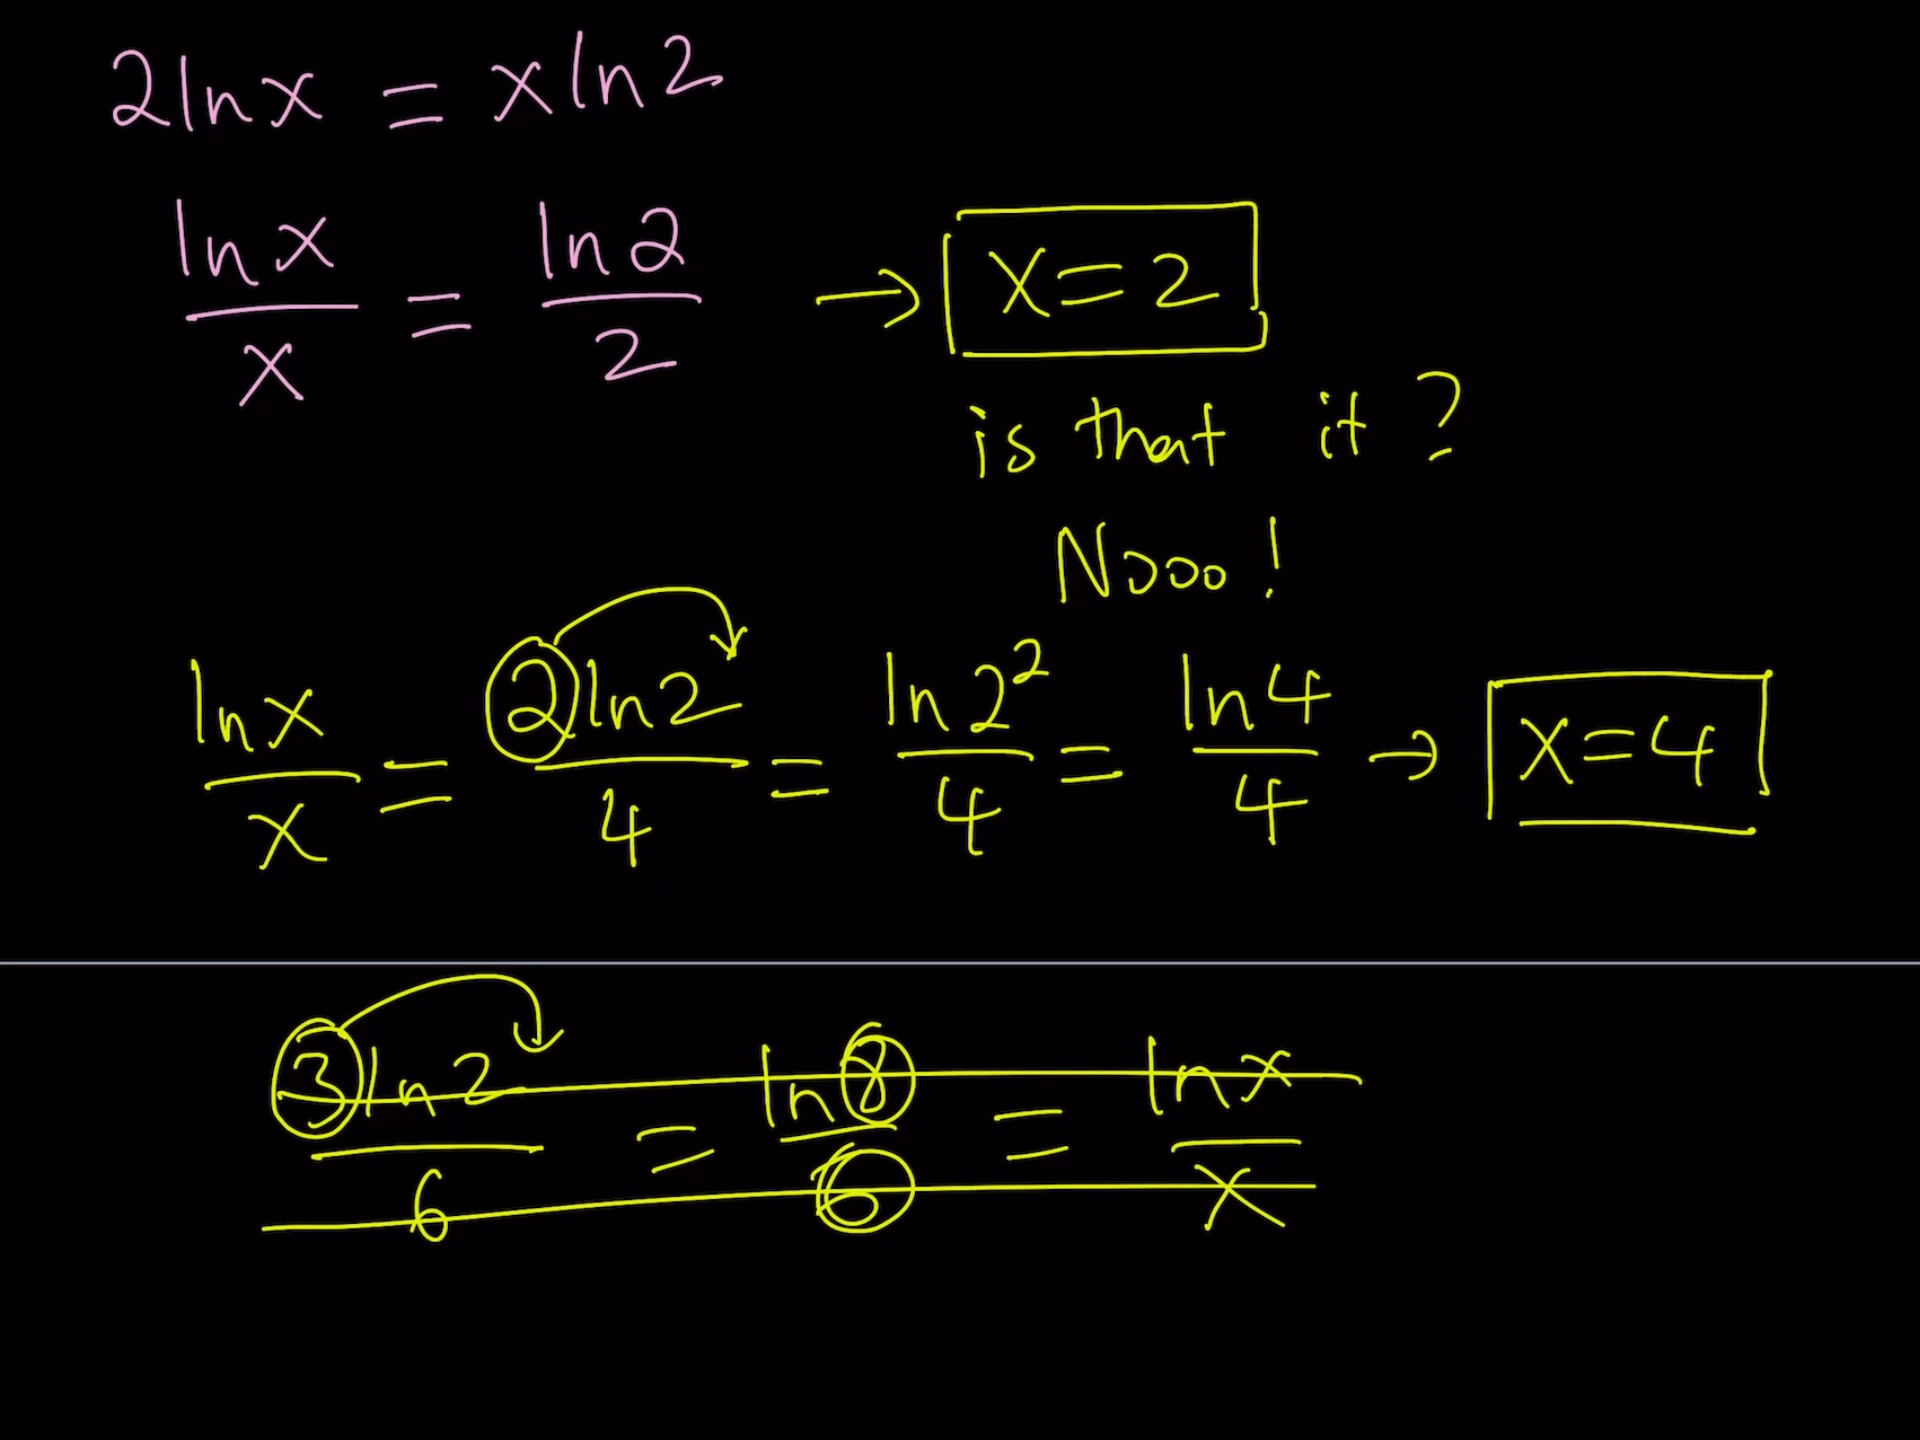 2lnx = xln2
lnx/x = ln2/2 → x=2
is that it?
Nooo!
lnx/x = 2ln2/4 = ln2²/4 = ln4/4 → x=4
3ln2/6 = ln8/6 = lnx/x